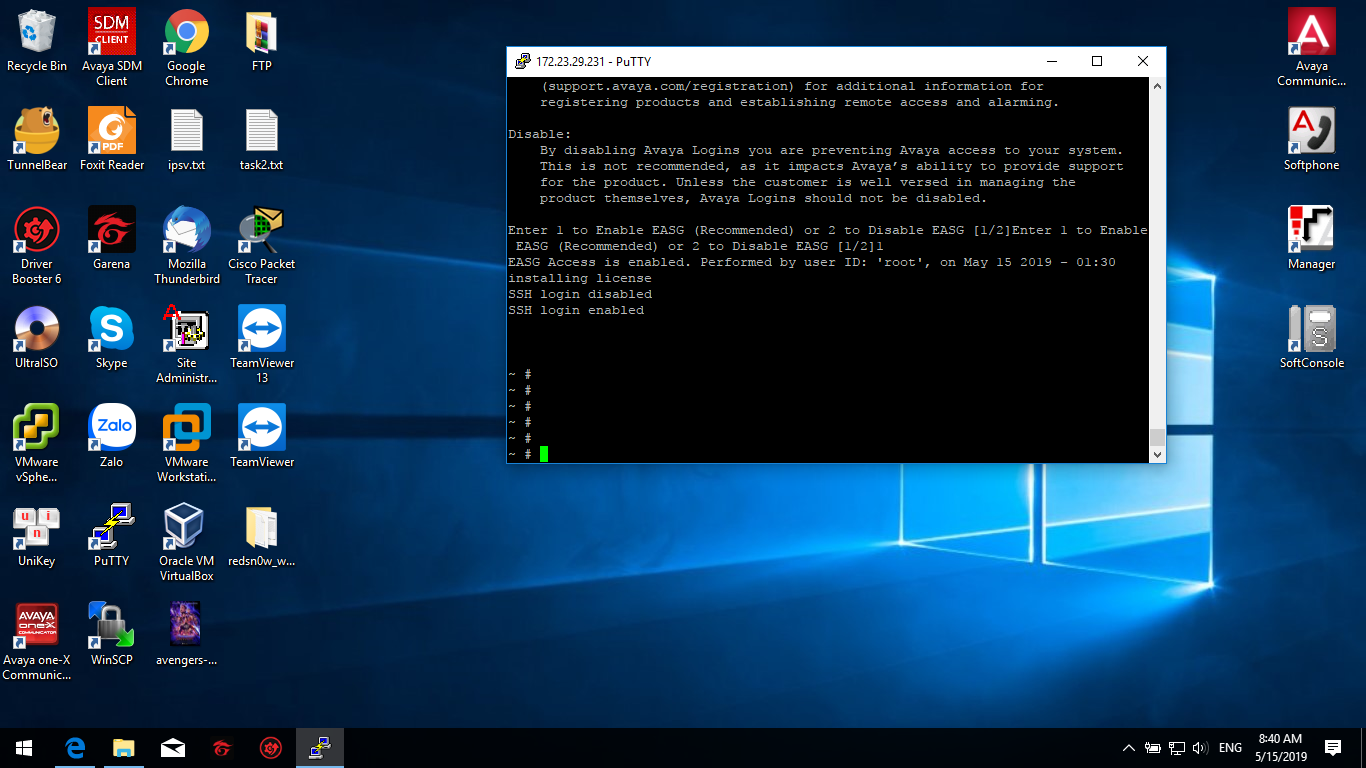 Recycle Bin
Avaya SDM
Client
Google
Chrome
FTP
TunnelBear
Foxit Reader
ipsv.txt
task2.txt
Driver
Booster 6
Garena
Mozilla
Thunderbird
Cisco Packet
Tracer
UltraISO
Skype
Site
Administr...
TeamViewer
13
VMware
vSphe...
Zalo
VMware
Workstati...
TeamViewer
UniKey
PuTTY
Oracle VM
VirtualBox
redsn0w_w...
Avaya one-X
Communic...
WinSCP
avengers-...
SDM
CLIENT
PDF
Zalo
u i
n
AVAYA
one-X
COMMUNICATOR
172.23.29.231 - PuTTY
(support.avaya.com/registration) for additional information for
registering products and establishing remote access and alarming.
Disable:
By disabling Avaya Logins you are preventing Avaya access to your system.
This is not recommended, as it impacts Avaya’s ability to provide support
for the product. Unless the customer is well versed in managing the
product themselves, Avaya Logins should not be disabled.
Enter 1 to Enable EASG (Recommended) or 2 to Disable EASG [1/2]Enter 1 to Enable
EASG (Recommended) or 2 to Disable EASG [1/2]1
EASG Access is enabled. Performed by user ID: 'root', on May 15 2019 - 01:30
installing license
SSH login disabled
SSH login enabled
~ #
~ #
~ #
~ #
~ #
~ #
Avaya
Communic...
Softphone
Manager
SoftConsole
ENG
8:40 AM
5/15/2019